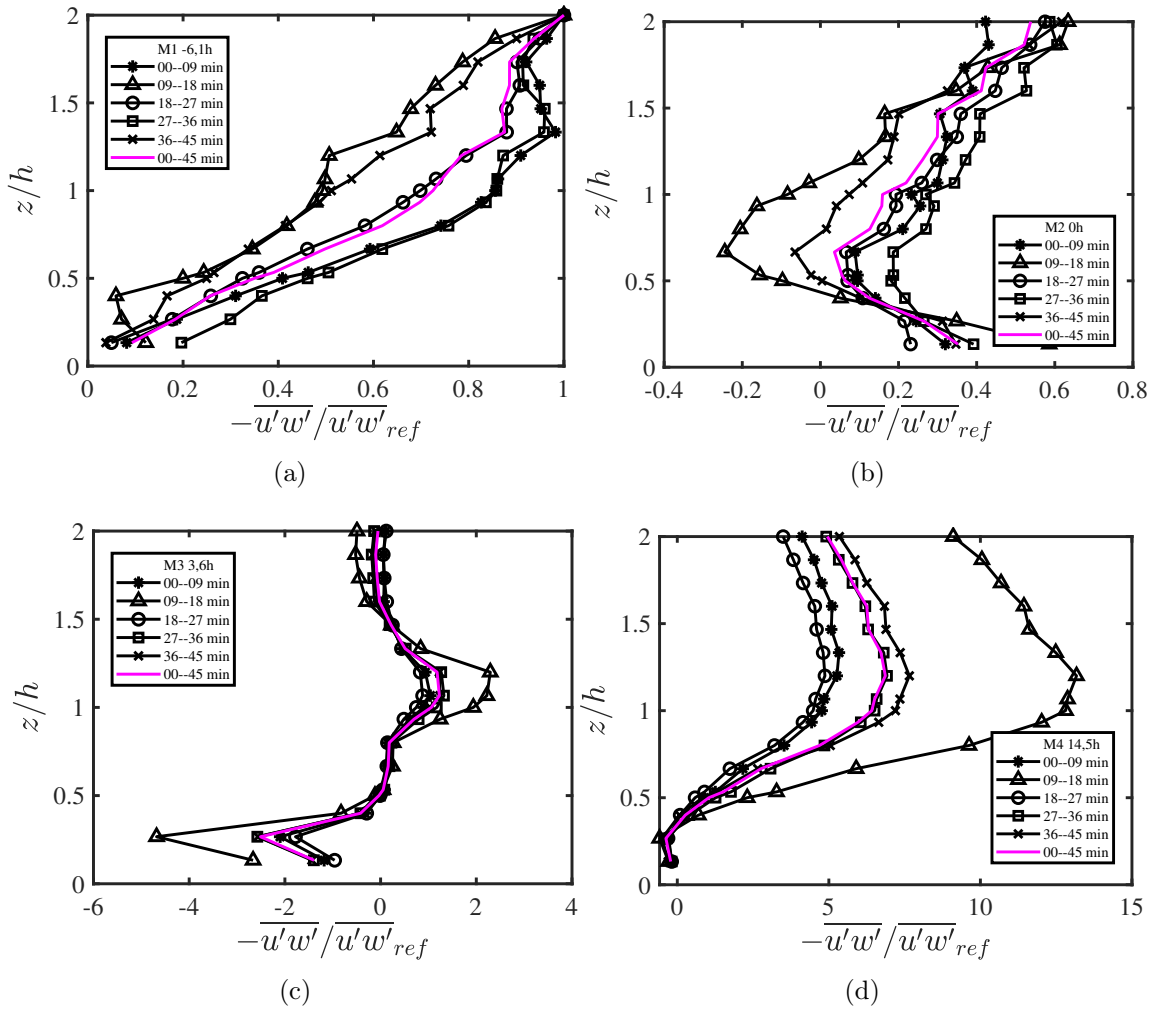 2
1.5
1
0.5
0
z/h
M1 -6,1h
00--09 min
09--18 min
18--27 min
27--36 min
36--45 min
00--45 min
0 0.2 0.4 0.6 0.8 1
−u′w′/u′w′ref
(a)
2
1.5
1
0.5
0
z/h
M2 0h
00--09 min
09--18 min
18--27 min
27--36 min
36--45 min
00--45 min
-0.4 -0.2 0 0.2 0.4 0.6 0.8
−u′w′/u′w′ref
(b)
2
1.5
1
0.5
0
z/h
M3 3,6h
00--09 min
09--18 min
18--27 min
27--36 min
36--45 min
00--45 min
-6 -4 -2 0 2 4
−u′w′/u′w′ref
(c)
2
1.5
1
0.5
0
z/h
M4 14,5h
00--09 min
09--18 min
18--27 min
27--36 min
36--45 min
00--45 min
0 5 10 15
−u′w′/u′w′ref
(d)